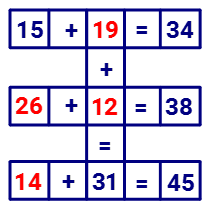 15 + 19 = 34
+
26 + 12 = 38
=
14 + 31 = 45